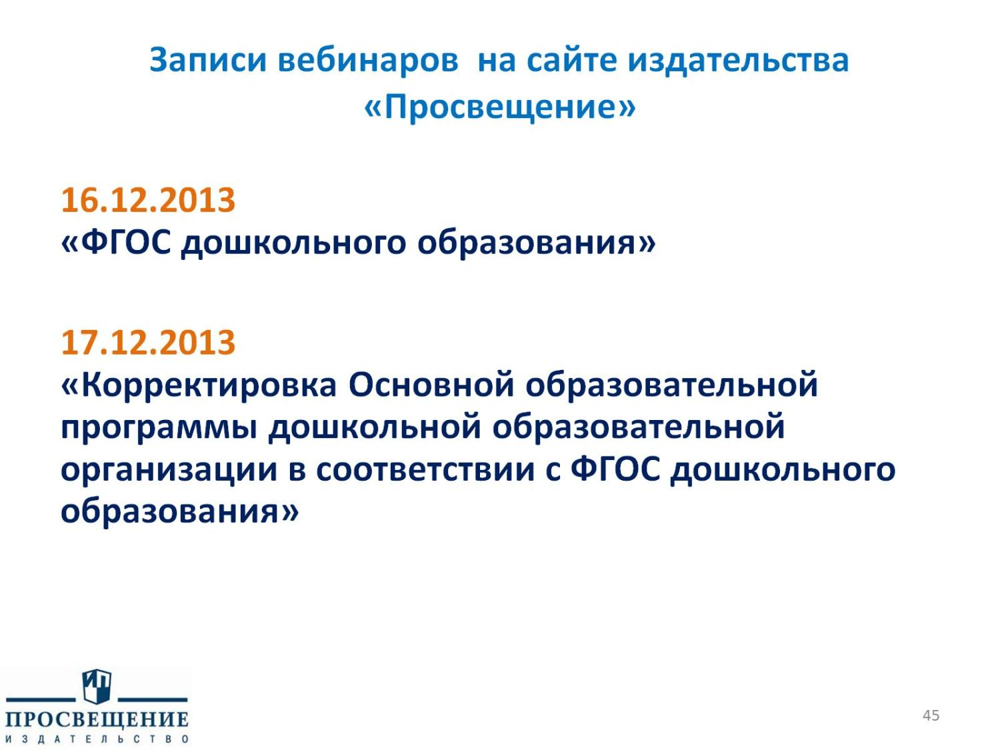 Записи вебинаров на сайте издательства
«Просвещение»
16.12.2013
«ФГОС дошкольного образования»
17.12.2013
«Корректировка Основной образовательной
программы дошкольной образовательной
организации в соответствии с ФГОС дошкольного
образования»
ИП
ПРОСВЕЩЕНИЕ
ИЗДАТЕЛЬСТВО
45